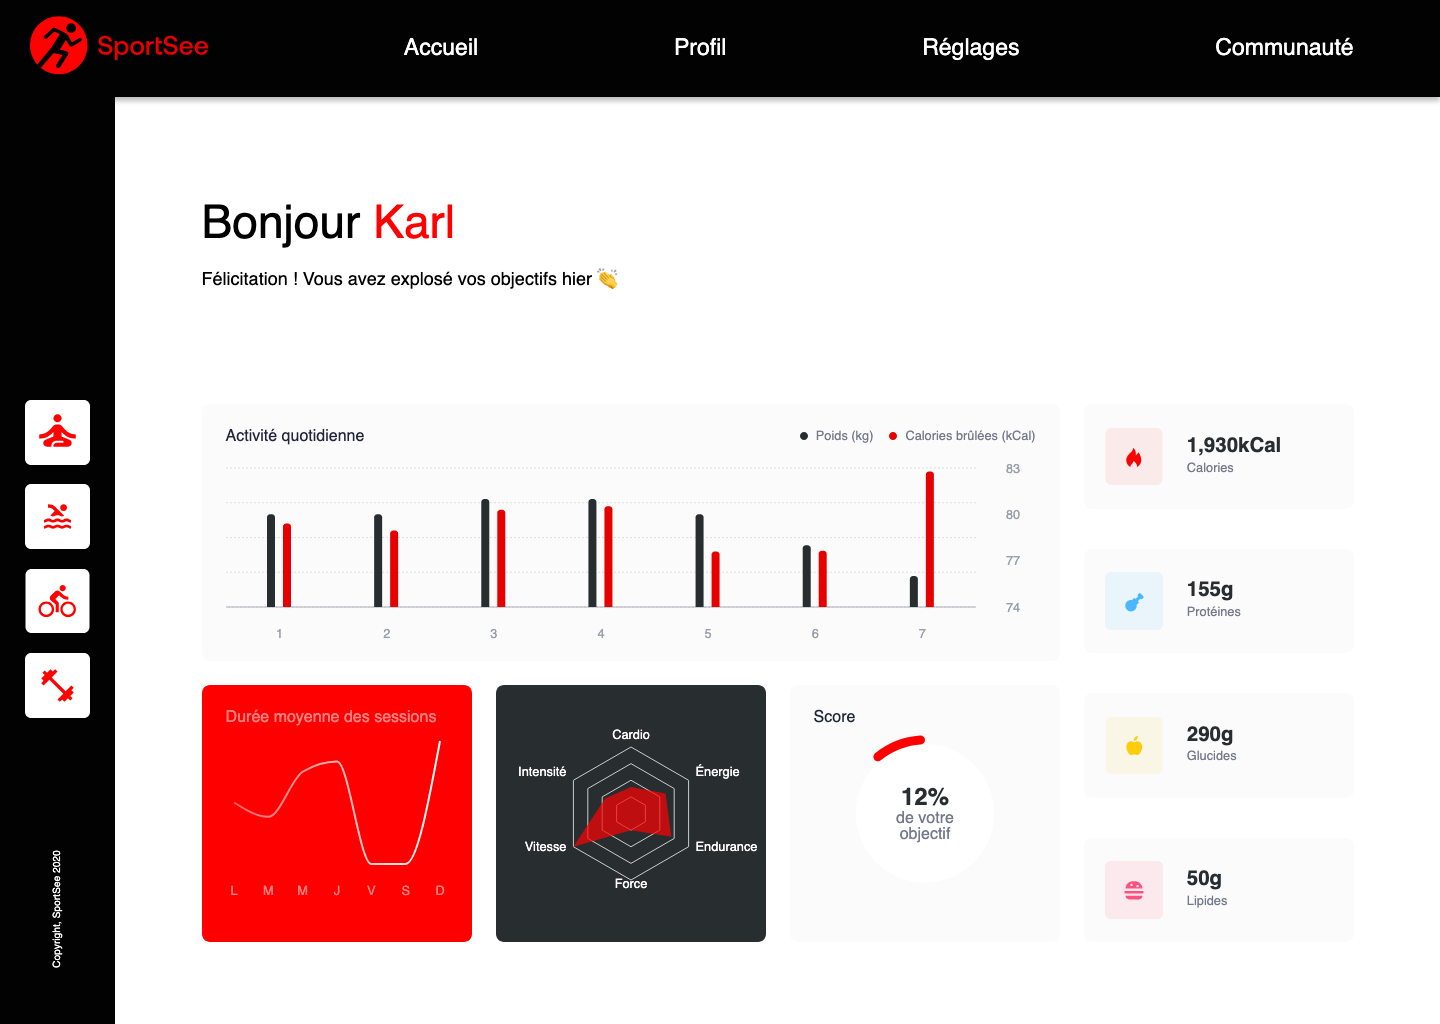 SportSee
Accueil
Profil
Réglages
Communauté
Bonjour Karl
Félicitation ! Vous avez explosé vos objectifs hier 👏
Activité quotidienne
Poids (kg)
Calories brûlées (kCal)
83
80
77
74
1
2
3
4
5
6
7
1,930kCal
Calories
155g
Protéines
290g
Glucides
50g
Lipides
Durée moyenne des sessions
L
M
M
J
V
S
D
Cardio
Énergie
Endurance
Force
Vitesse
Intensité
Score
12%
de votre
objectif
Copyright, SportSee 2020